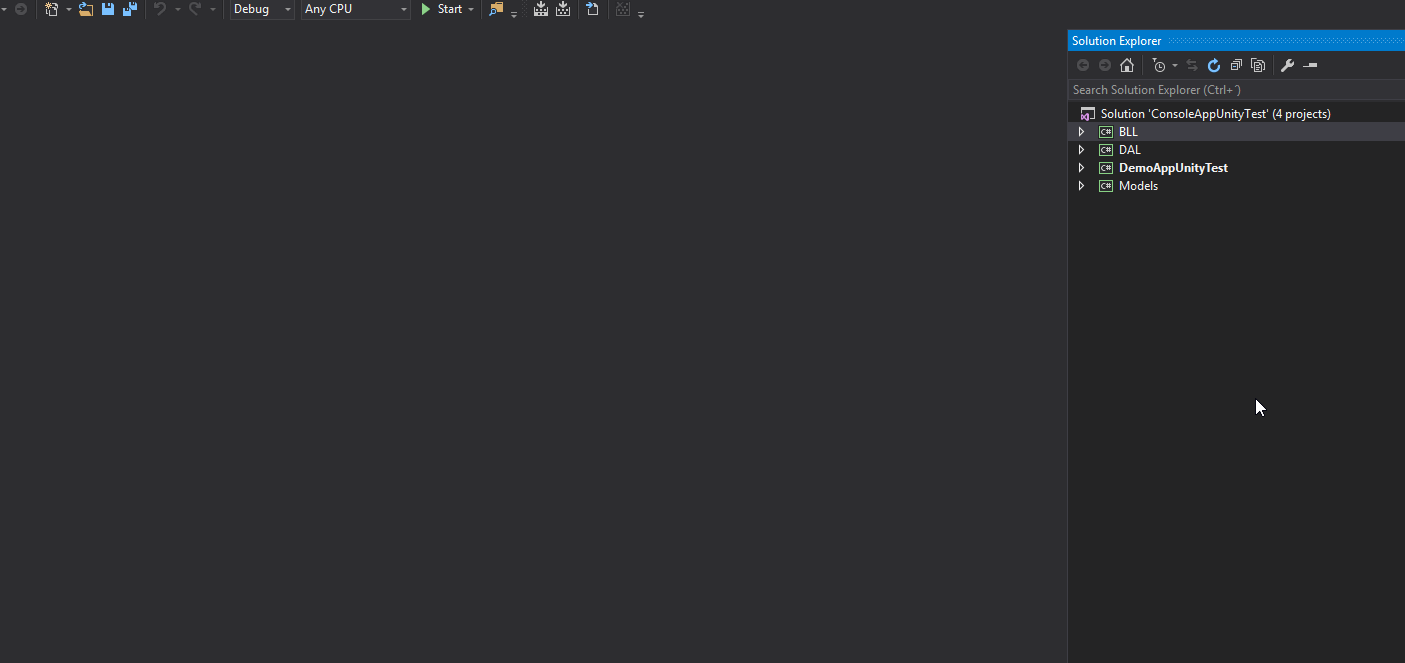 Debug Any CPU Start
Solution Explorer
Search Solution Explorer (Ctrl+´)
Solution 'ConsoleAppUnityTest' (4 projects)
C# BLL
C# DAL
C# DemoAppUnityTest
C# Models